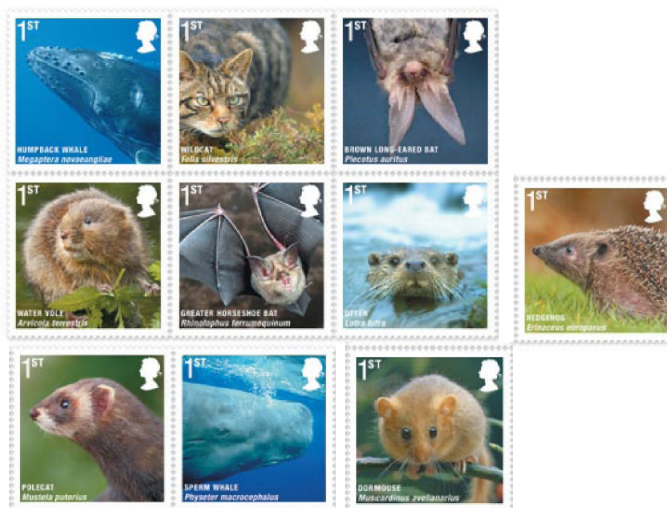 1ST
HUMPBACK WHALE
Megaptera novaeangliae
1ST
WILDCAT
Felis silvestris
1ST
BROWN LONG-EARED BAT
Plecotus auritus
1ST
WATER VOLE
Arvicola terrestris
1ST
GREATER HORSESHOE BAT
Rhinolophus ferrumequinum
1ST
OTTER
Lutra lutra
1ST
HEDGEHOG
Erinaceus europaeus
1ST
POLECAT
Mustela putorius
1ST
SPERM WHALE
Physeter macrocephalus
1ST
DORMOUSE
Muscardinus avellanarius